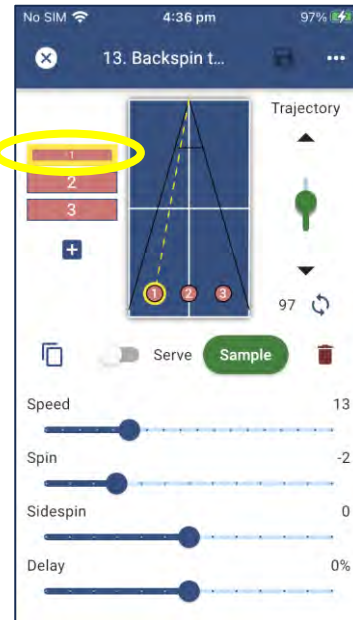 No SIM 4:36 pm 97%
13. Backspin t...
Trajectory
1
2
3
1 2 3
97
Serve Sample
Speed 13
Spin -2
Sidespin 0
Delay 0%